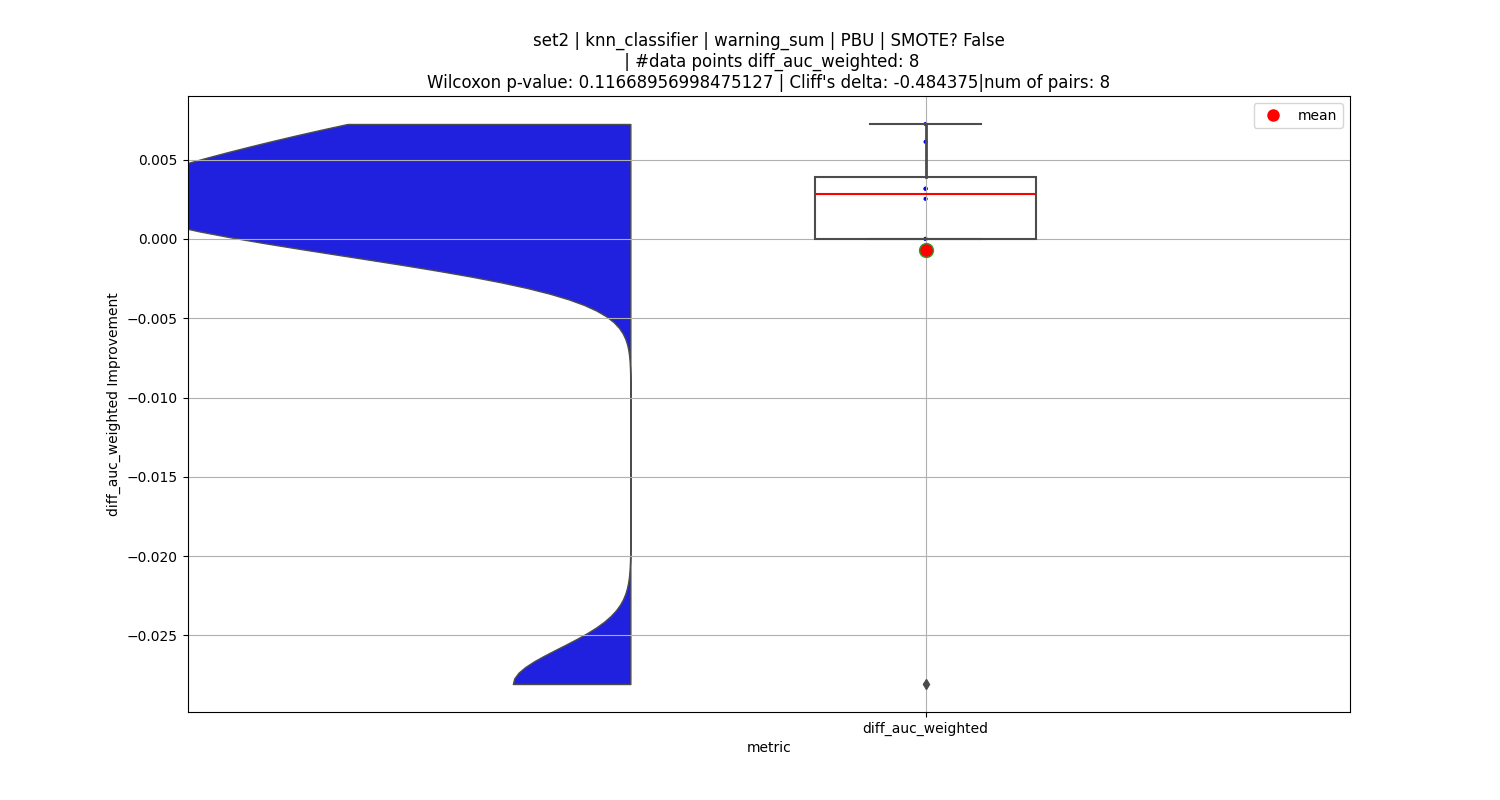 set2 | knn_classifier | warning_sum | PBU | SMOTE? False
| #data points diff_auc_weighted: 8
Wilcoxon p-value: 0.11668956998475127 | Cliff's delta: -0.484375|num of pairs: 8
mean
0.005
0.000
−0.005
−0.010
−0.015
−0.020
−0.025
diff_auc_weighted Improvement
diff_auc_weighted
metric